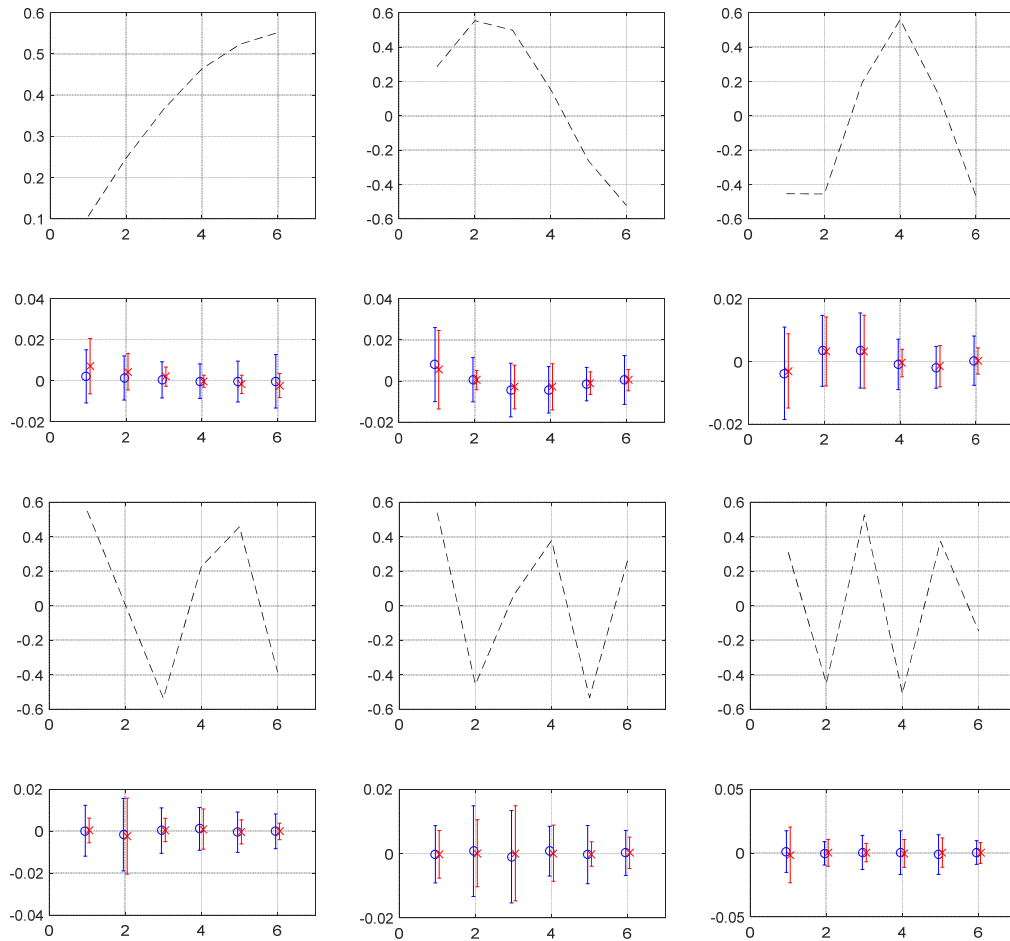 0.6 0.6 0.6
0.5 0.4 0.4
0.2 0.2
0.4
0 0
0.3
-0.2 -0.2
0.2 -0.4 -0.4
0.1 -0.6 -0.6
0 2 4 6 0 2 4 6 0 2 4 6
0.04 0.04 0.02
0.02 0.02
0
0 0
-0.02 -0.02 -0.02
0 2 4 6 0 2 4 6 0 2 4 6
0.6 0.6 0.6
0.4 0.4 0.4
0.2 0.2 0.2
0 0 0
-0.2 -0.2 -0.2
-0.4 -0.4 -0.4
-0.6 -0.6 -0.6
0 2 4 6 0 2 4 6 0 2 4 6
0.02 0.02 0.05
0
0 0
-0.02
-0.04 -0.02 -0.05
0 2 4 6 0 2 4 6 0 2 4 6